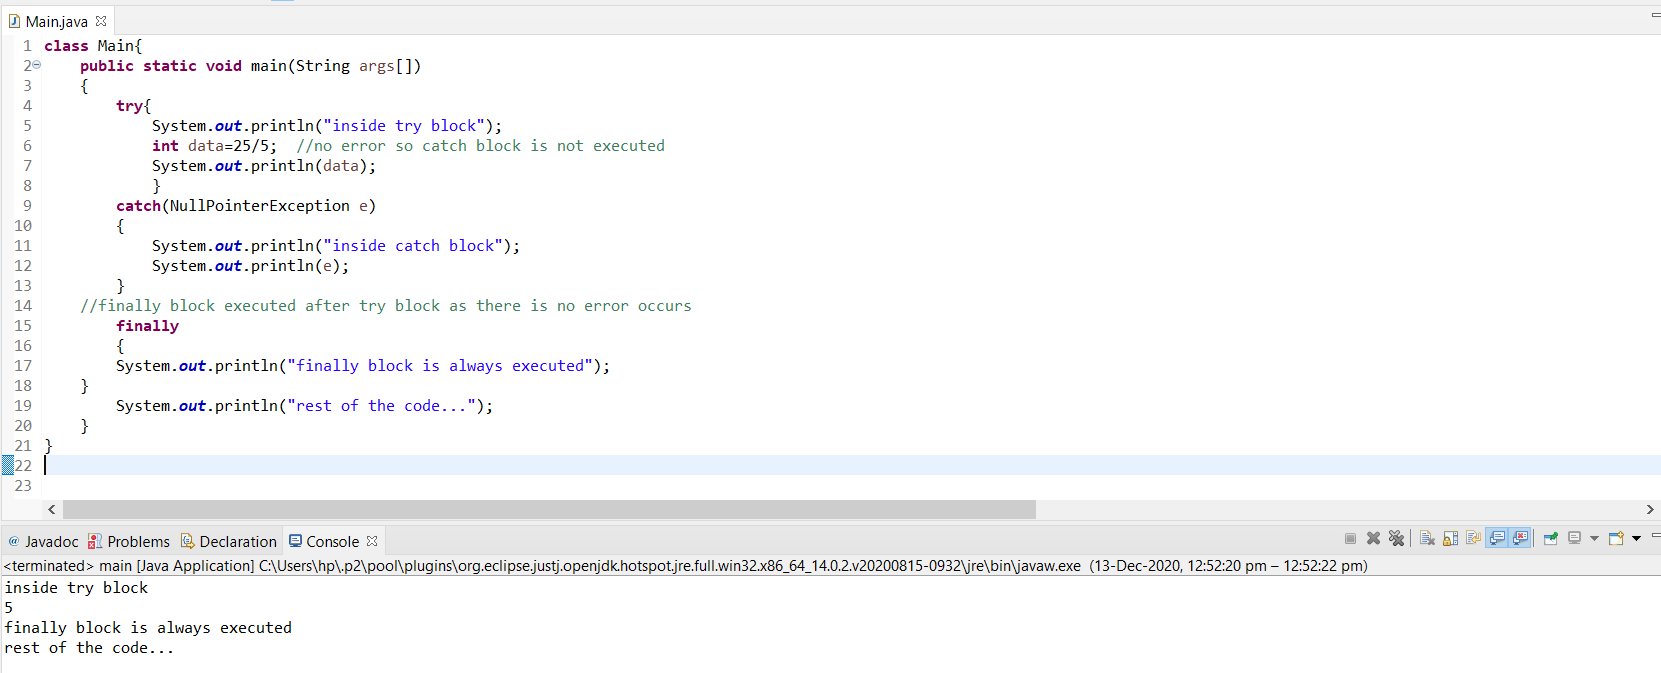 Main.java
1 class Main{
2 public static void main(String args[])
3 {
4 try{
5 System.out.println("inside try block");
6 int data=25/5;  //no error so catch block is not executed
7 System.out.println(data);
8 }
9 catch(NullPointerException e)
10 {
11 System.out.println("inside catch block");
12 System.out.println(e);
13 }
14 //finally block executed after try block as there is no error occurs
15 finally
16 {
17 System.out.println("finally block is always executed");
18 }
19 System.out.println("rest of the code...");
20 }
21 }
22
23
@ Javadoc Problems Declaration Console
<terminated> main [Java Application] C:\Users\hp\.p2\pool\plugins\org.eclipse.justj.openjdk.hotspot.jre.full.win32.x86_64_14.0.2.v20200815-0932\jre\bin\javaw.exe (13-Dec-2020, 12:52:20 pm – 12:52:22 pm)
inside try block
5
finally block is always executed
rest of the code...